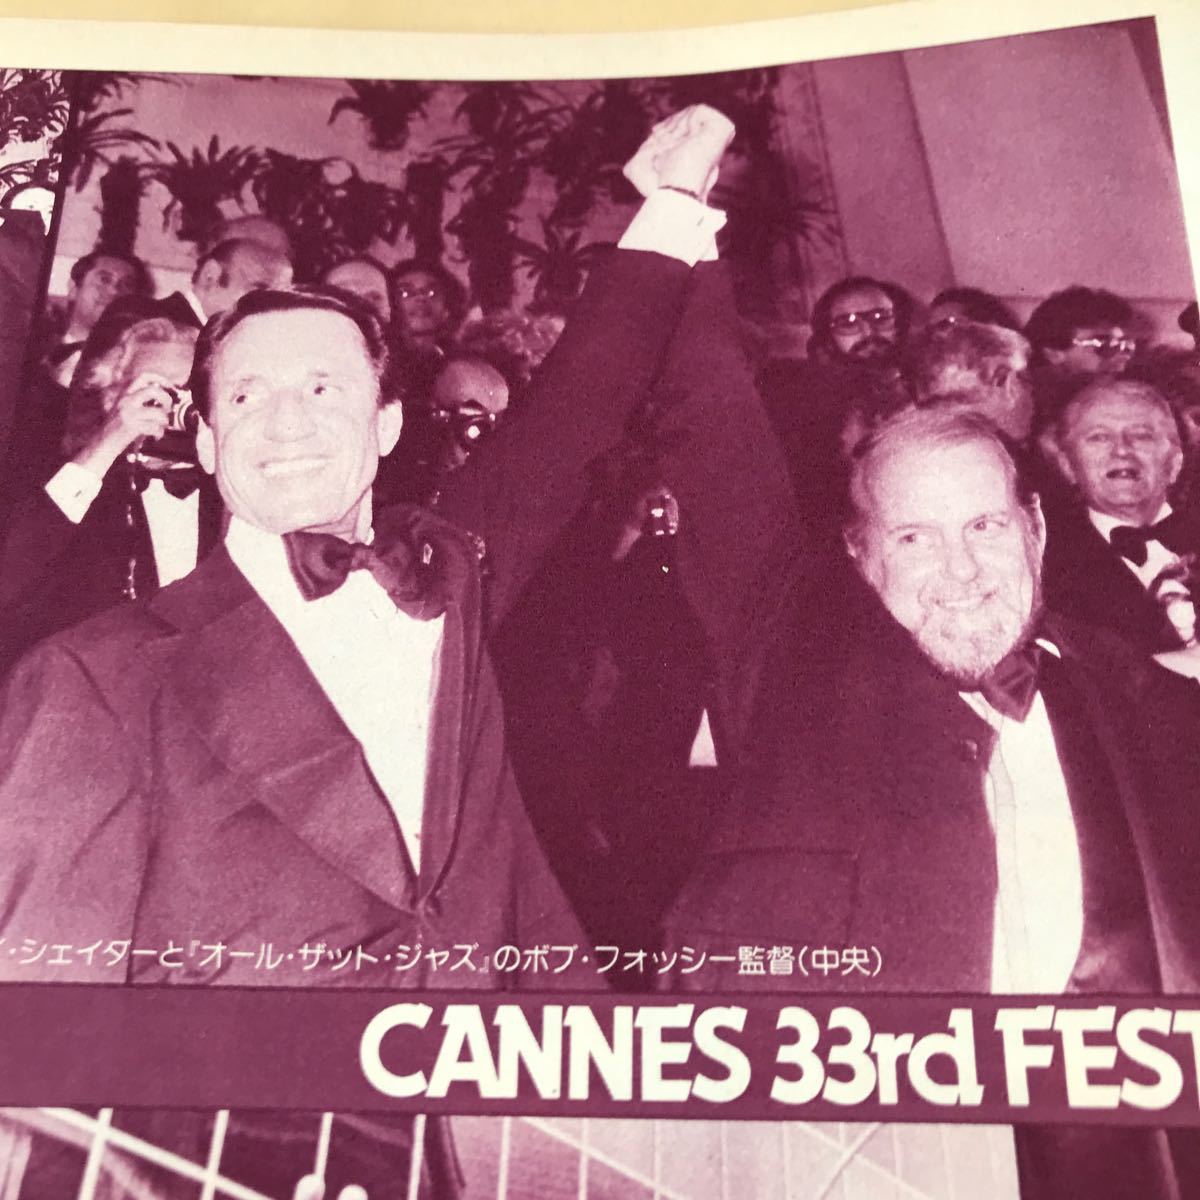 ・シェイダーと『オール・ザット・ジャズ』のボブ・フォッシー監督(中央)
CANNES 33rd FEST